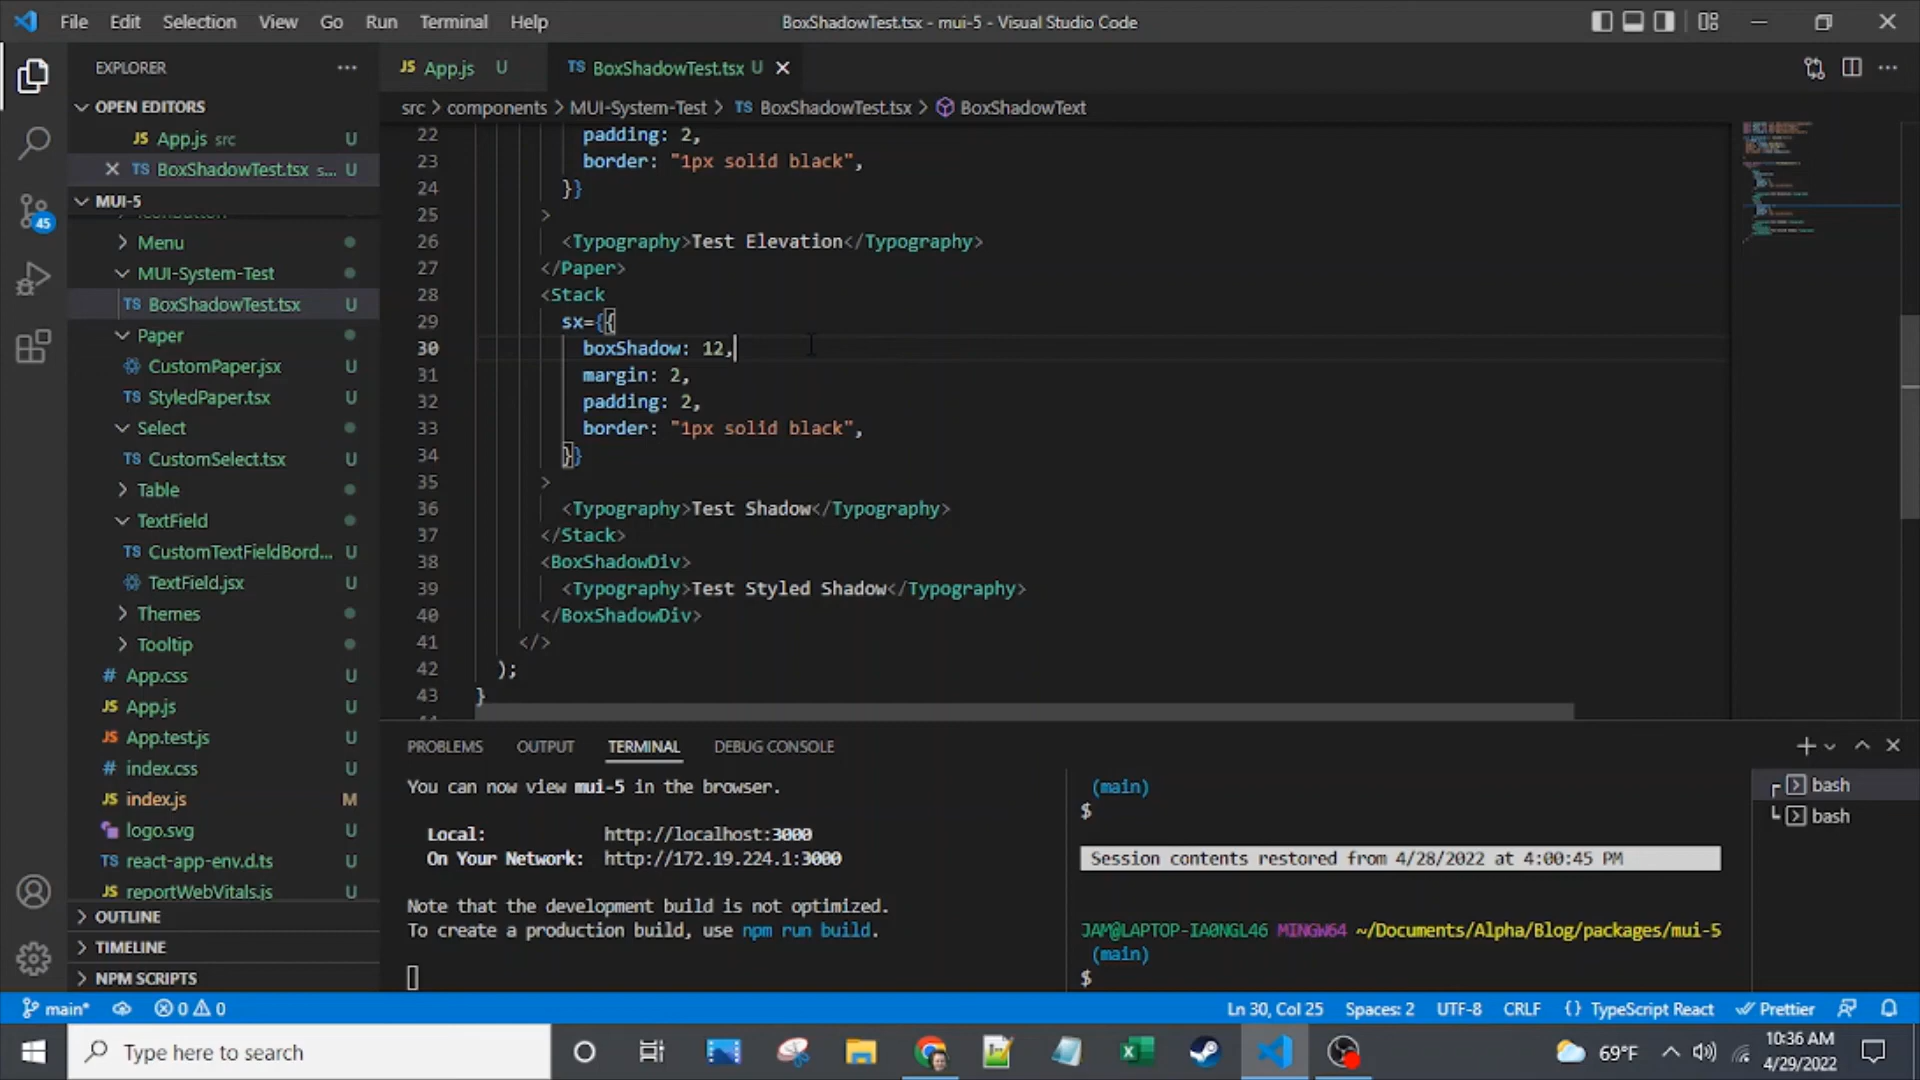 File Edit Selection View Go Run Terminal Help
BoxShadowTest.tsx - mui-5 - Visual Studio Code
EXPLORER
JS App.js U
TS BoxShadowTest.tsx U
src > components > MUI-System-Test > TS BoxShadowTest.tsx > BoxShadowText
OPEN EDITORS
JS App.js src U
TS BoxShadowTest.tsx s... U
MUI-5
Menu
MUI-System-Test
TS BoxShadowTest.tsx U
Paper
CustomPaper.jsx U
TS StyledPaper.tsx U
Select
TS CustomSelect.tsx U
Table
TextField
TS CustomTextFieldBord... U
TextField.jsx U
Themes
Tooltip
# App.css U
JS App.js U
JS App.test.js U
# index.css U
JS index.js M
logo.svg U
TS react-app-env.d.ts U
JS reportWebVitals.js U
OUTLINE
TIMELINE
NPM SCRIPTS
45
22 padding: 2,
23 border: "1px solid black",
24 }}
25 >
26 <Typography>Test Elevation</Typography>
27 </Paper>
28 <Stack
29 sx={{
30 boxShadow: 12,
31 margin: 2,
32 padding: 2,
33 border: "1px solid black",
34 }}
35 >
36 <Typography>Test Shadow</Typography>
37 </Stack>
38 <BoxShadowDiv>
39 <Typography>Test Styled Shadow</Typography>
40 </BoxShadowDiv>
41 </>
42 );
43 }
PROBLEMS OUTPUT TERMINAL DEBUG CONSOLE
You can now view mui-5 in the browser.
Local: http://localhost:3000
On Your Network: http://172.19.224.1:3000
Note that the development build is not optimized.
To create a production build, use npm run build.
(main)
$
Session contents restored from 4/28/2022 at 4:00:45 PM
JAM@LAPTOP-IA0NGL46 MINGW64 ~/Documents/Alpha/Blog/packages/mui-5
(main)
$
bash
bash
main* 0 0
Ln 30, Col 25 Spaces: 2 UTF-8 CRLF {} TypeScript React Prettier
Type here to search
69°F
10:36 AM
4/29/2022